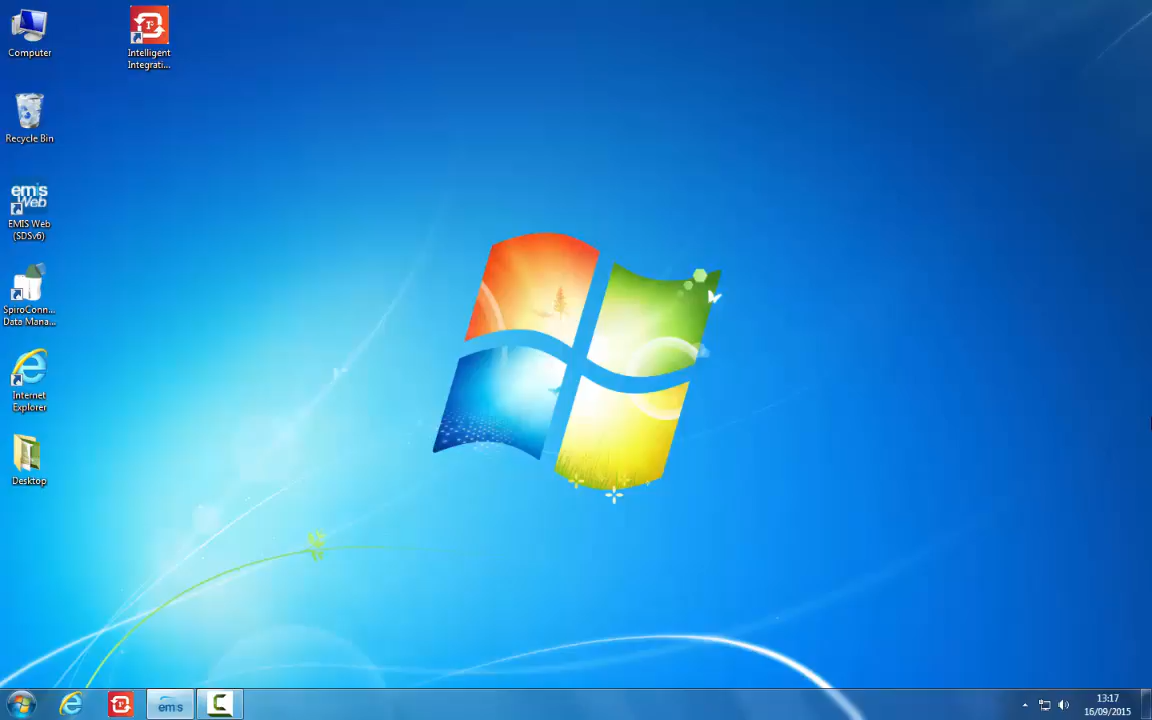 Computer
Intelligent
Integrati...
Recycle Bin
emis
Web
EMIS Web
(SDSv6)
SpiroConn...
Data Mana...
Internet
Explorer
Desktop
emis
13:17
16/09/2015